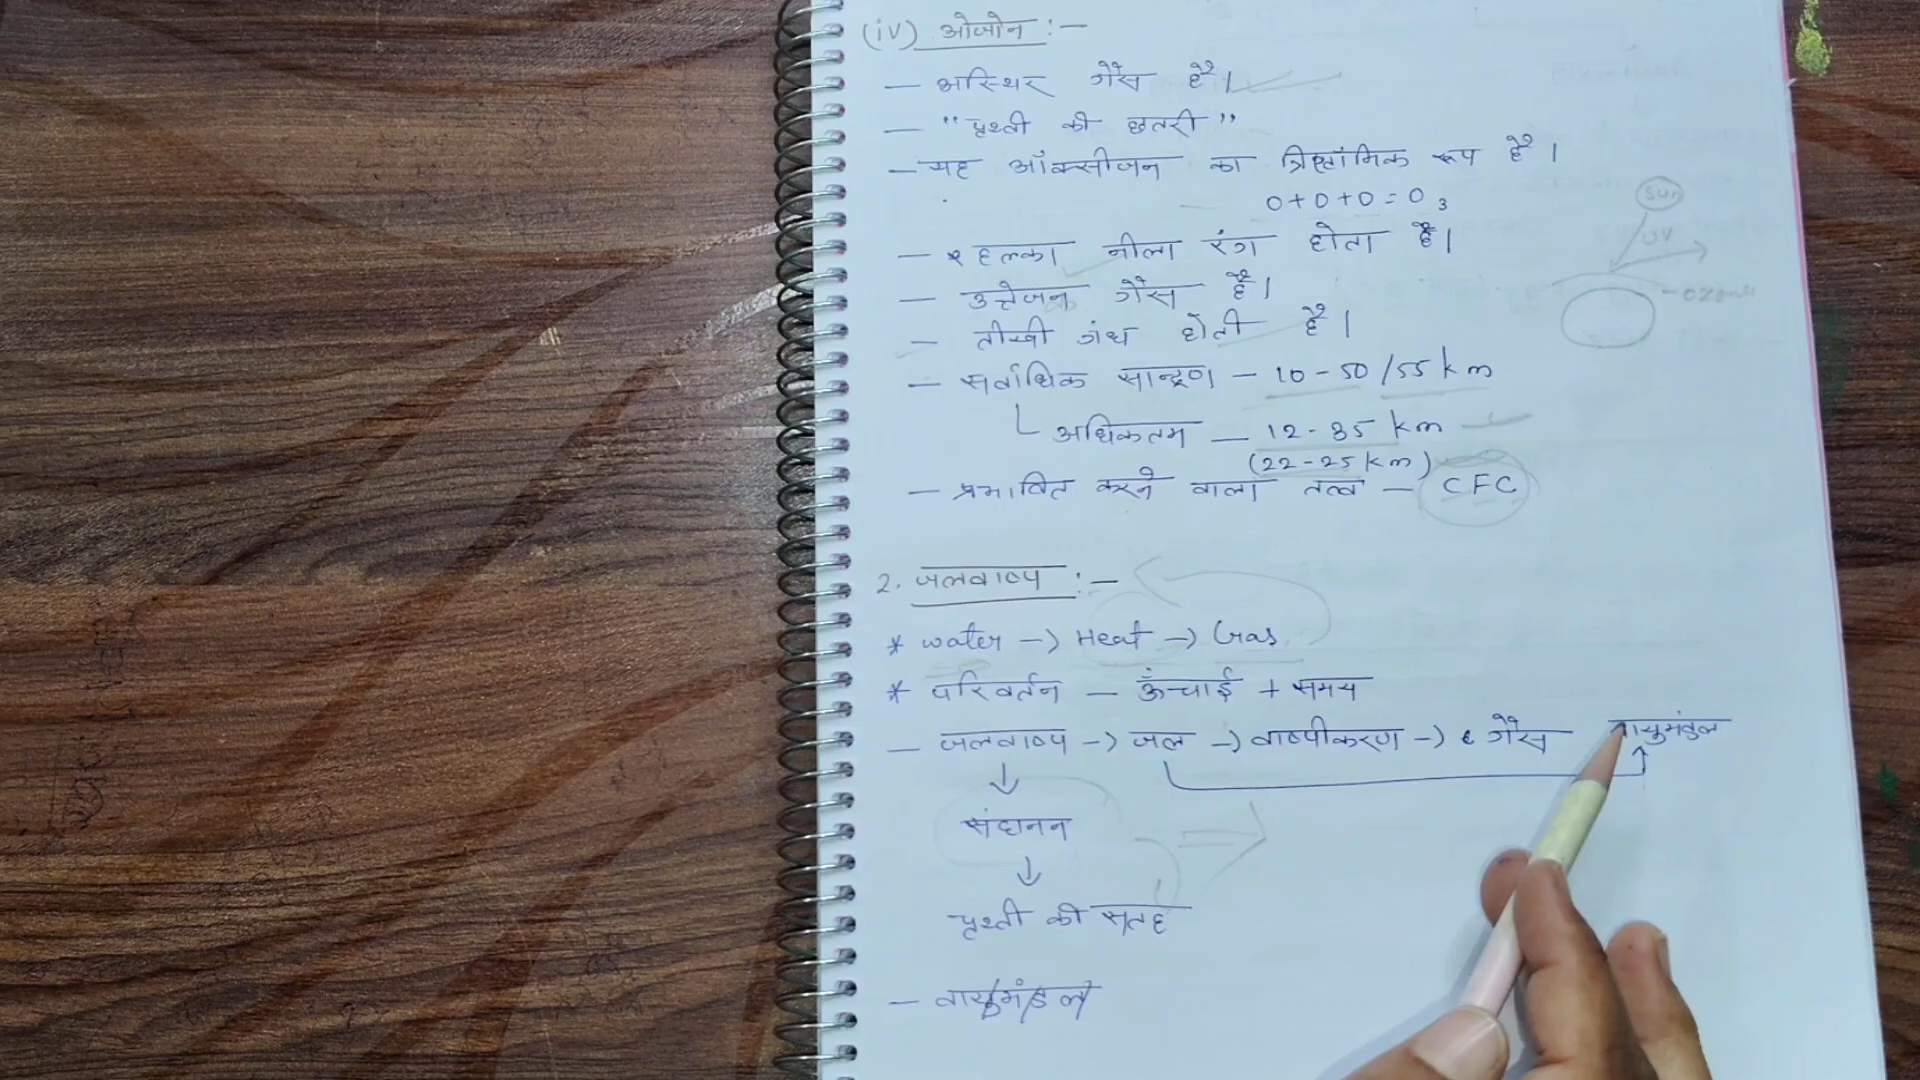 (iv) ओजोन :-
- अस्थिर गैस है।
- "पृथ्वी की छतरी"
- यह ऑक्सीजन का त्रिपरमाण्विक रूप है।
O+O+O = O3
Sun
UV
- हल्का नीला रंग होता है।
- उत्तेजक गैस है।
- ozone
- तीखी गंध होती है।
- सर्वाधिक सान्द्रण - 10-50/55 km
अधिकतम - 12-35 km
(22-25 km)
- प्रभावित करने वाला तत्व - CFC
2. जलवाष्प :-
* water -> Heat -> Gas
* परिवर्तन - ऊँचाई + समय
- जलवाष्प -> जल -> वाष्पीकरण -> गैस वायुमंडल
↓
संघनन
↓
पृथ्वी की सतह
- वायुमंडल